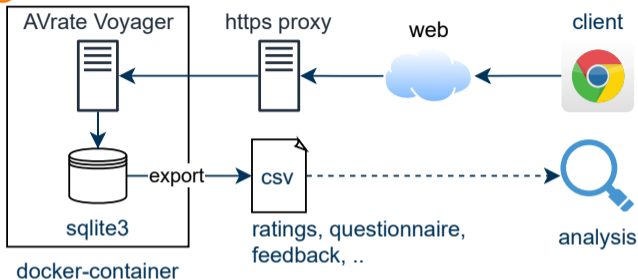 AVrate Voyager
https proxy
web
client
export
csv
sqlite3
ratings, questionnaire,
feedback, ..
analysis
docker-container